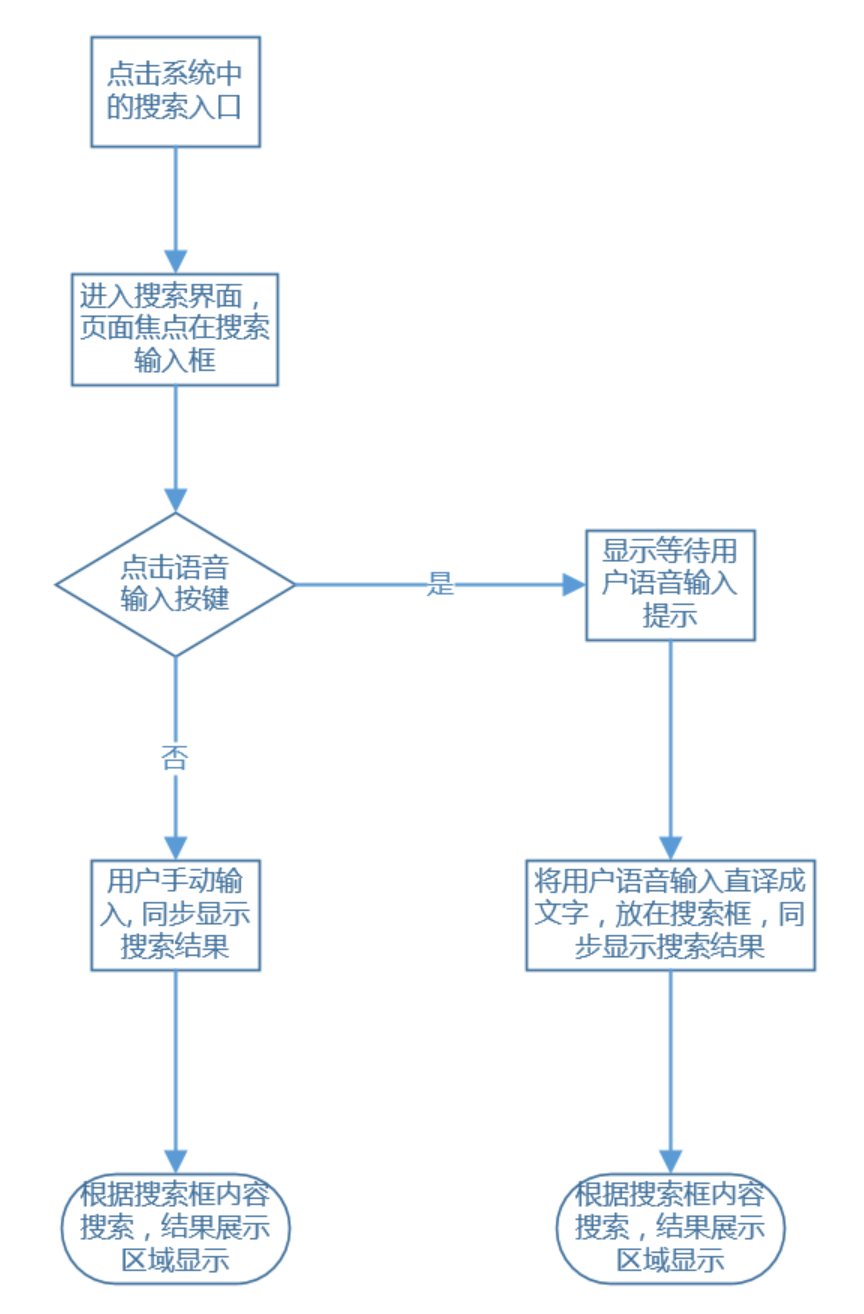 点击系统中
的搜索入口
进入搜索界面，
页面焦点在搜索
输入框
点击语音
输入按键
是
显示等待用
户语音输入
提示
否
用户手动输
入, 同步显示
搜索结果
将用户语音输入直译成
文字，放在搜索框，同
步显示搜索结果
根据搜索框内容
搜索，结果展示
区域显示
根据搜索框内容
搜索，结果展示
区域显示